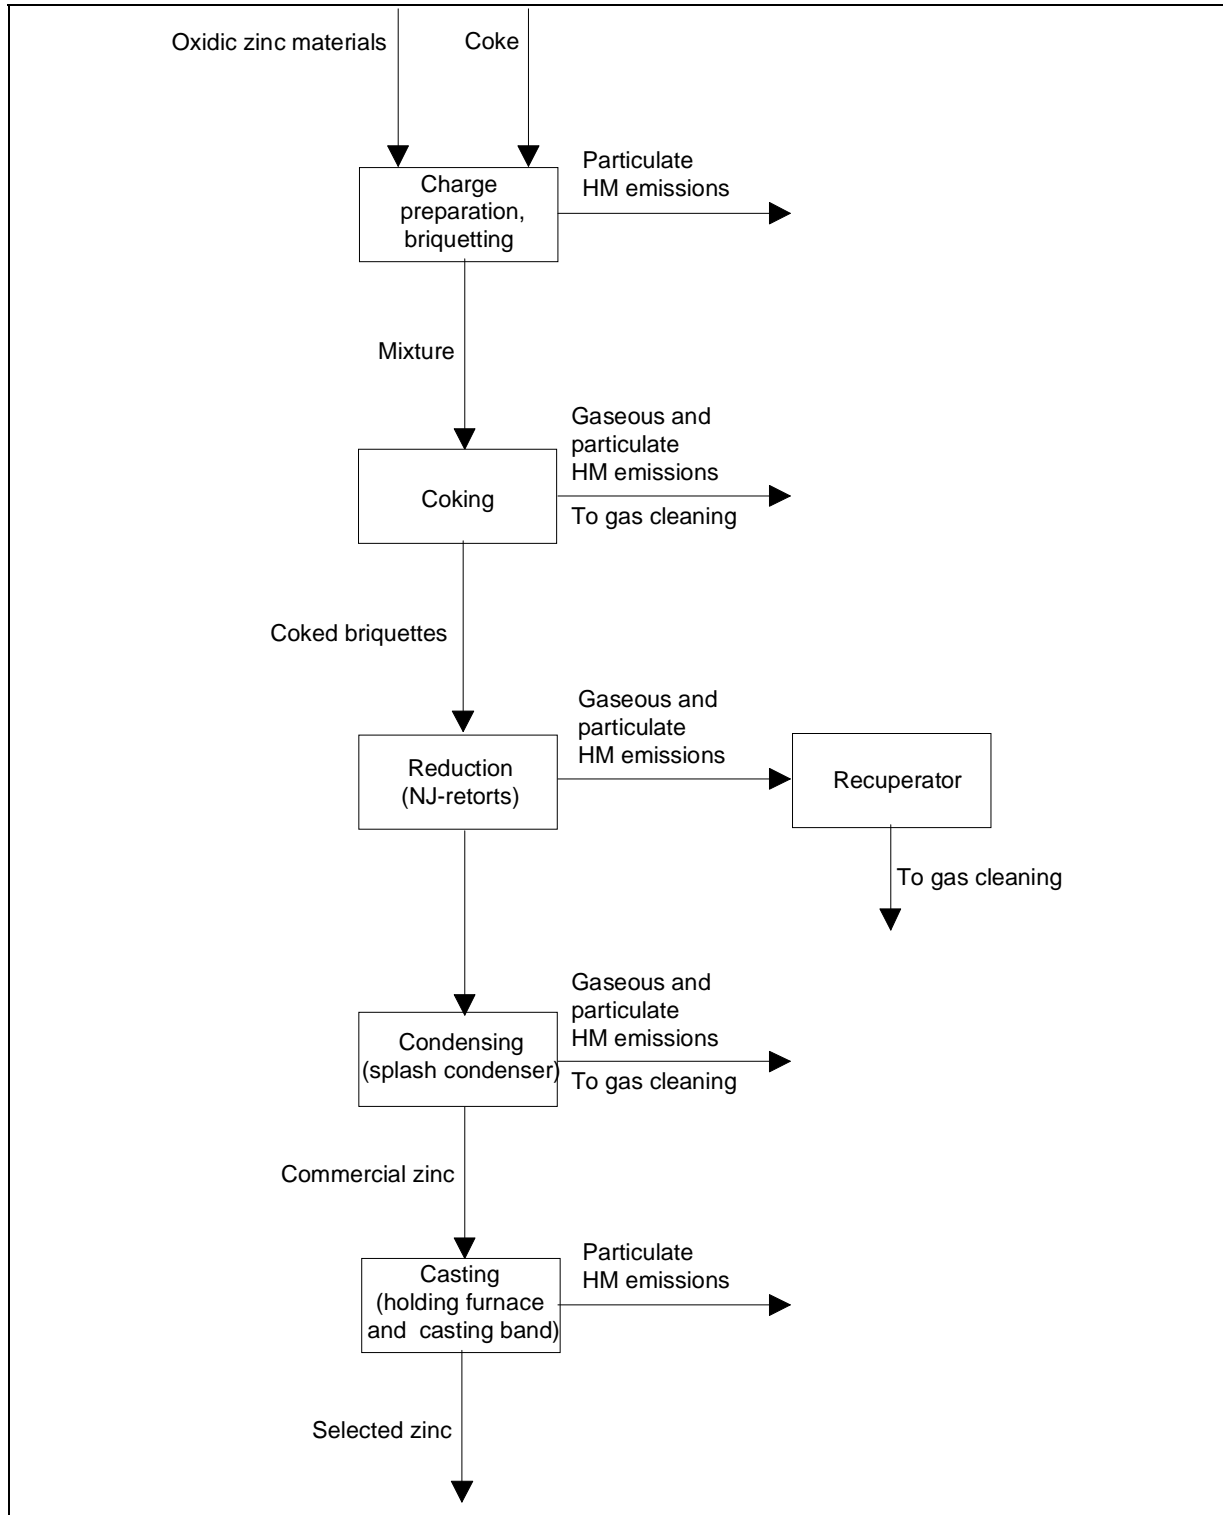 Oxidic zinc materials
Coke
Charge
preparation,
briquetting
Particulate
HM emissions
Mixture
Gaseous and
particulate
HM emissions
Coking
To gas cleaning
Coked briquettes
Gaseous and
particulate
HM emissions
Reduction
(NJ-retorts)
Recuperator
To gas cleaning
Gaseous and
particulate
HM emissions
Condensing
(splash condenser)
To gas cleaning
Commercial zinc
Particulate
HM emissions
Casting
(holding furnace
and casting band)
Selected zinc